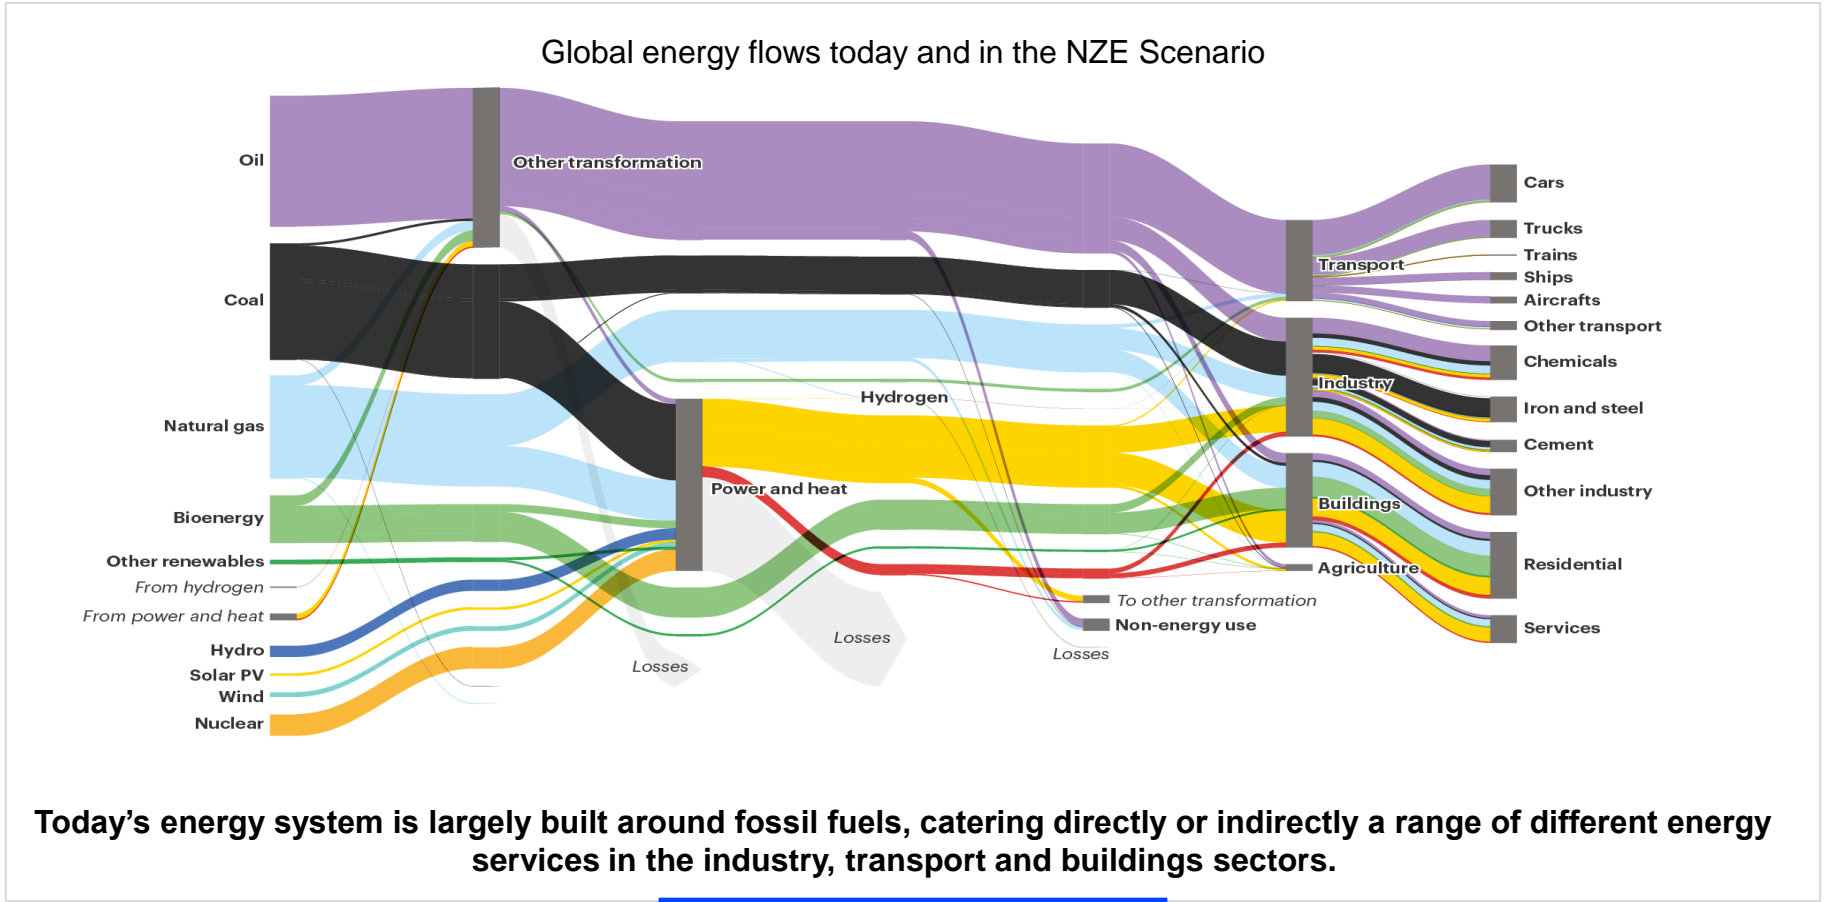 Global energy flows today and in the NZE Scenario
Oil
Coal
Natural gas
Bioenergy
Other renewables
From hydrogen
From power and heat
Hydro
Solar PV
Wind
Nuclear
Other transformation
Power and heat
Losses
Losses
Hydrogen
To other transformation
Non-energy use
Losses
Transport
Industry
Buildings
Agriculture
Cars
Trucks
Trains
Ships
Aircrafts
Other transport
Chemicals
Iron and steel
Cement
Other industry
Residential
Services
Today’s energy system is largely built around fossil fuels, catering directly or indirectly a range of different energy
services in the industry, transport and buildings sectors.